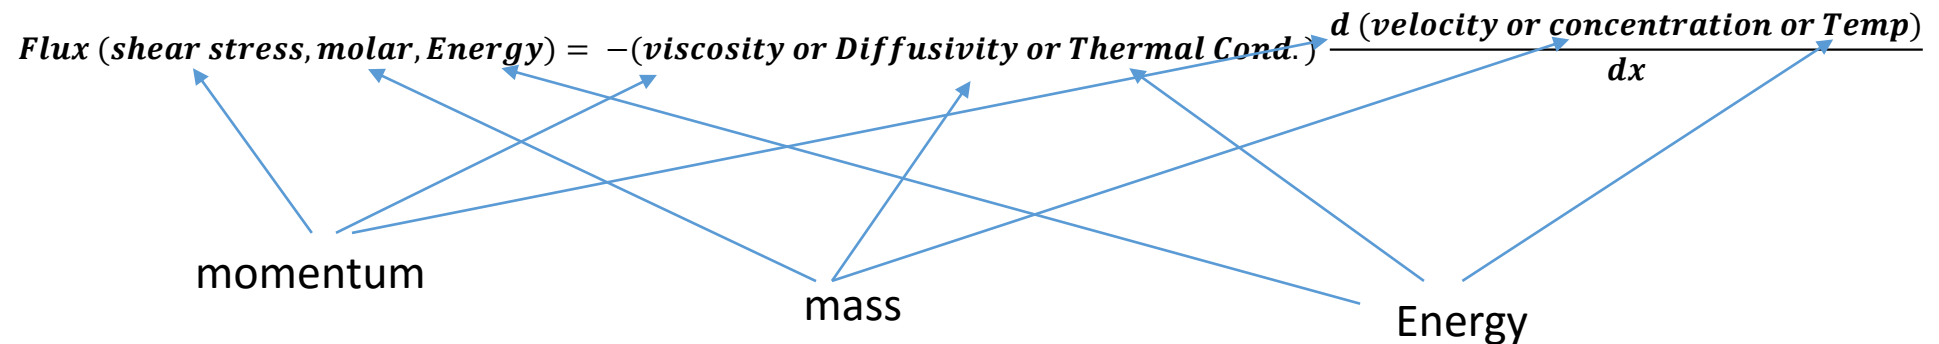 Flux (shear stress, molar, Energy) = −(viscosity or Diffusivity or Thermal Cond.) d (velocity or concentration or Temp)
dx
momentum
mass
Energy